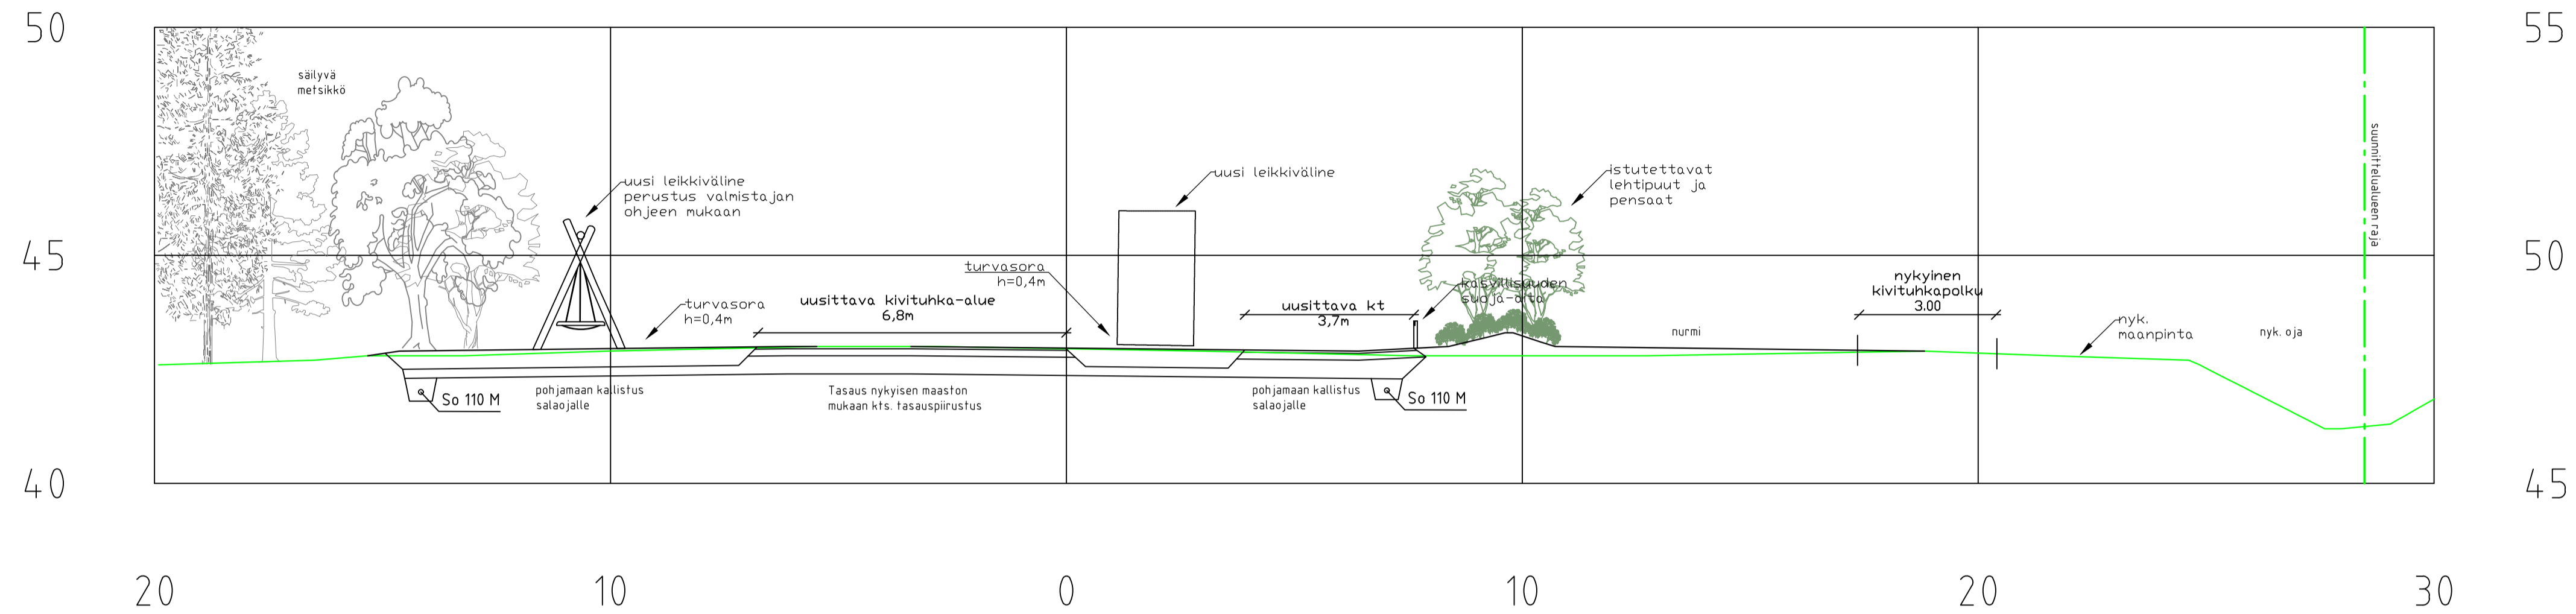 50
55
säilyvä
metsikkö
uusi leikkiväline
perustus valmistajan
ohjeen mukaan
uusi leikkiväline
istutettavat
lehtipuut ja
pensaat
suunnittelualueen raja
45
50
turvasora
h=0,4m
uusittava kivituhka-alue
6,8m
turvasora
h=0,4m
uusittava kt
3,7m
kasvillisuuden
suoja-aita
nykyinen
kivituhkapolku
3.00
nurmi
nyk.
maanpinta
nyk. oja
So 110 M
pohjamaan kallistus
salaojalle
Tasaus nykyisen maaston
mukaan kts. tasauspiirustus
pohjamaan kallistus
salaojalle
So 110 M
40
45
20
10
0
10
20
30